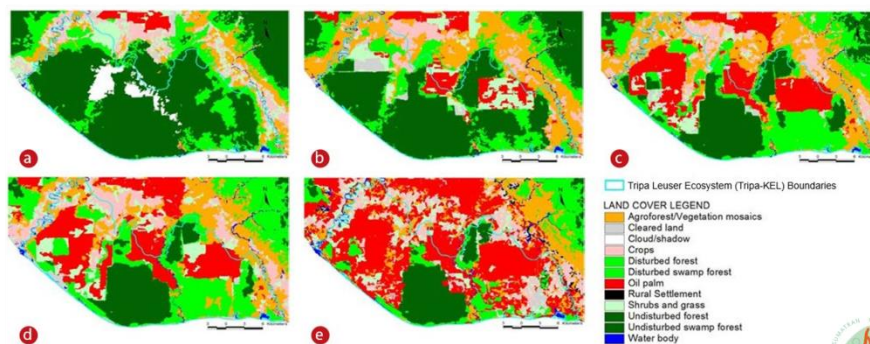 a
b
c
d
e
Tripa Leuser Ecosystem (Tripa-KEL) Boundaries
LAND COVER LEGEND
Agroforest/Vegetation mosaics
Cleared land
Cloud/shadow
Crops
Disturbed forest
Disturbed swamp forest
Oil palm
Rural Settlement
Shrubs and grass
Undisturbed forest
Undisturbed swamp forest
Water body